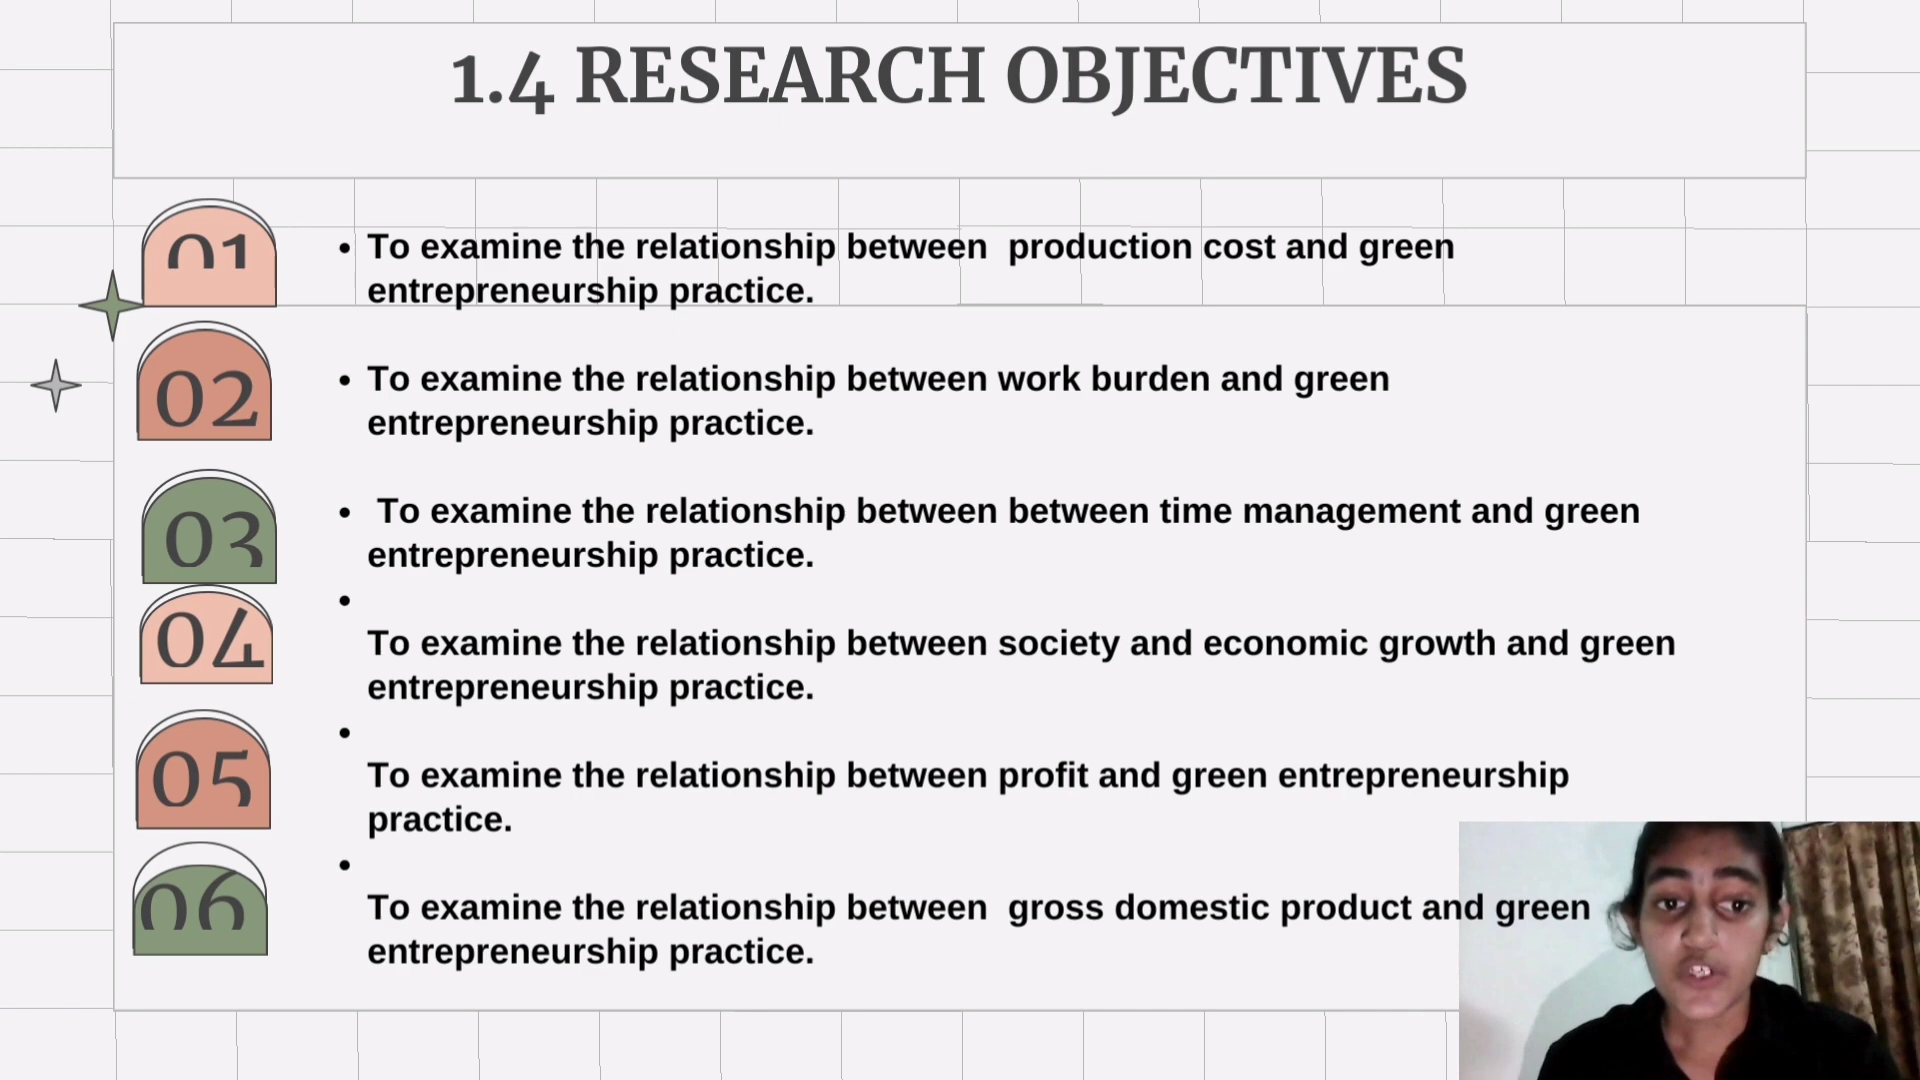 1.4 RESEARCH OBJECTIVES
01
• To examine the relationship between  production cost and green
entrepreneurship practice.
02
• To examine the relationship between work burden and green
entrepreneurship practice.
03
•  To examine the relationship between between time management and green
entrepreneurship practice.
04
•
To examine the relationship between society and economic growth and green
entrepreneurship practice.
05
•
To examine the relationship between profit and green entrepreneurship
practice.
06
•
To examine the relationship between  gross domestic product and green
entrepreneurship practice.